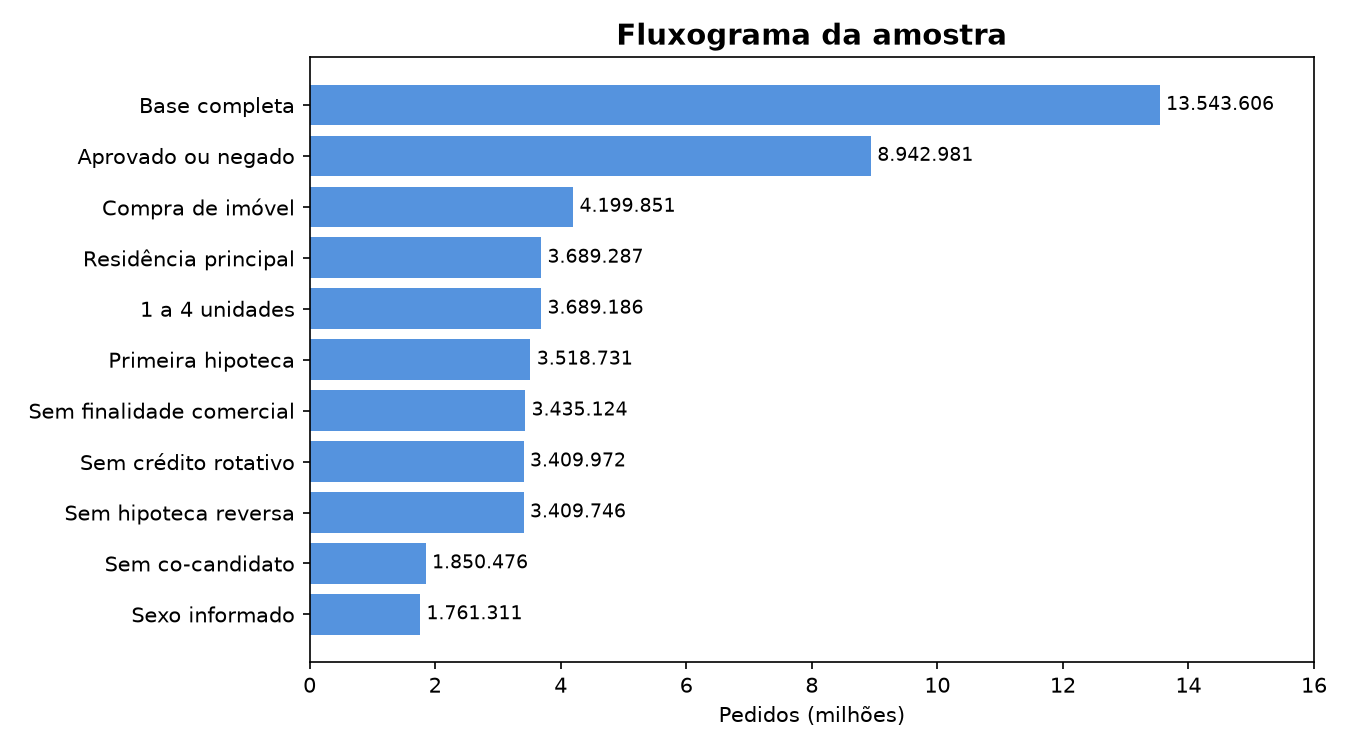 Fluxograma da amostra
Base completa 13.543.606
Aprovado ou negado 8.942.981
Compra de imóvel 4.199.851
Residência principal 3.689.287
1 a 4 unidades 3.689.186
Primeira hipoteca 3.518.731
Sem finalidade comercial 3.435.124
Sem crédito rotativo 3.409.972
Sem hipoteca reversa 3.409.746
Sem co-candidato 1.850.476
Sexo informado 1.761.311
0 2 4 6 8 10 12 14 16
Pedidos (milhões)